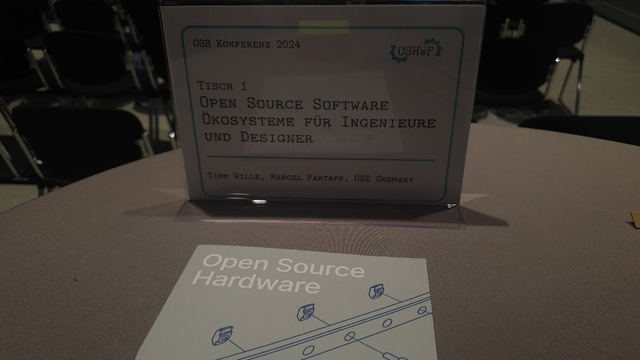 OSH Konferenz 2024
OSHoP
Tisch 1
Open Source Software
Ökosysteme für Ingenieure
und Designer
Timm Wille, Marcel Partapp, OSE Germany
Open Source
Hardware